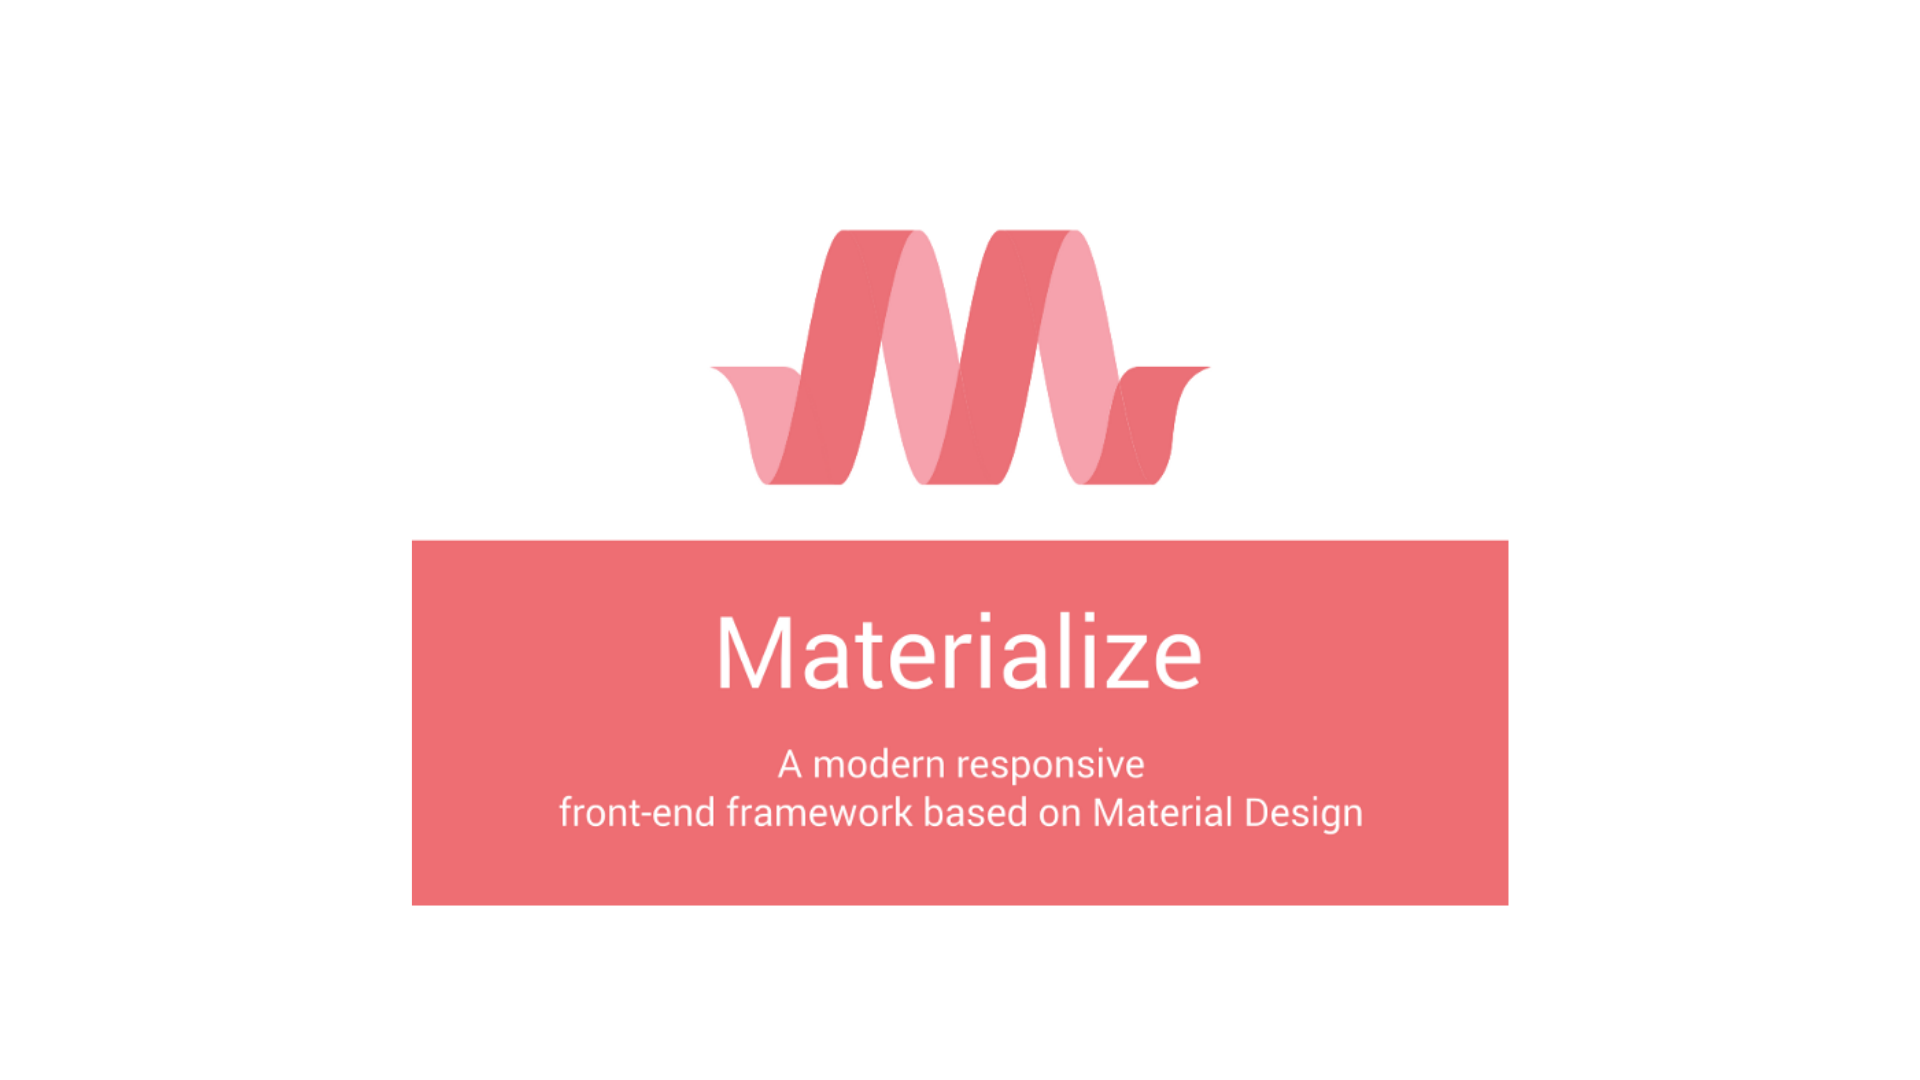 Materialize
A modern responsive
front-end framework based on Material Design